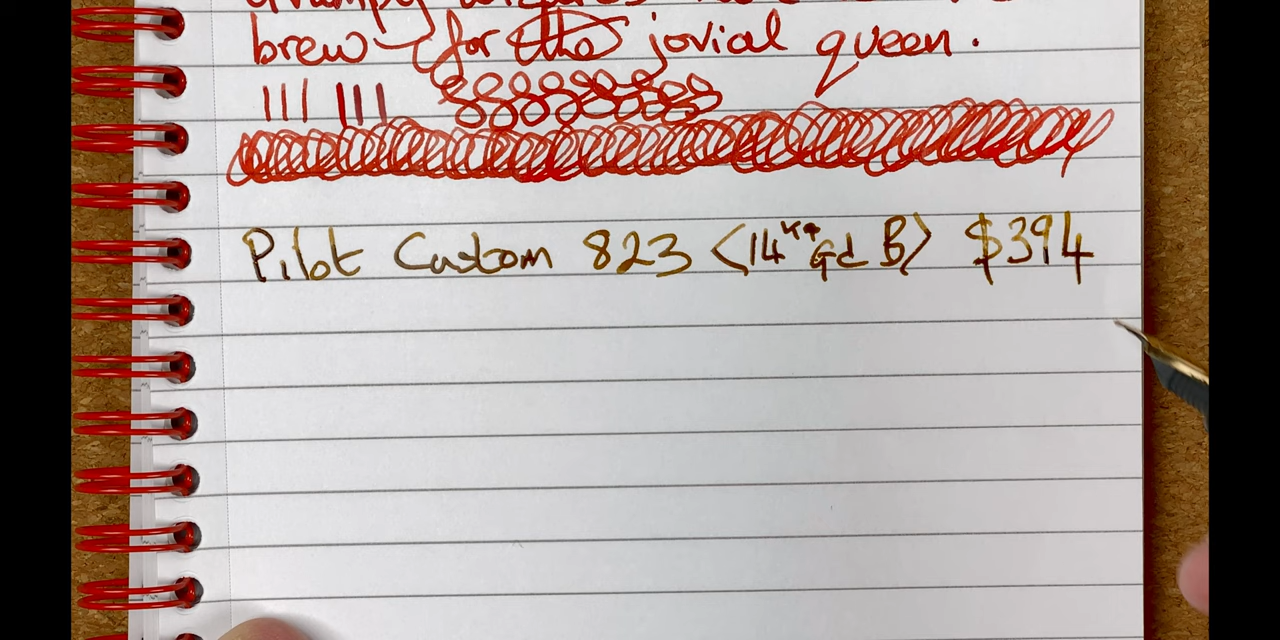 brew for the jovial queen.
Pilot Custom 823 <14ᴷᵗ Gd B> $394